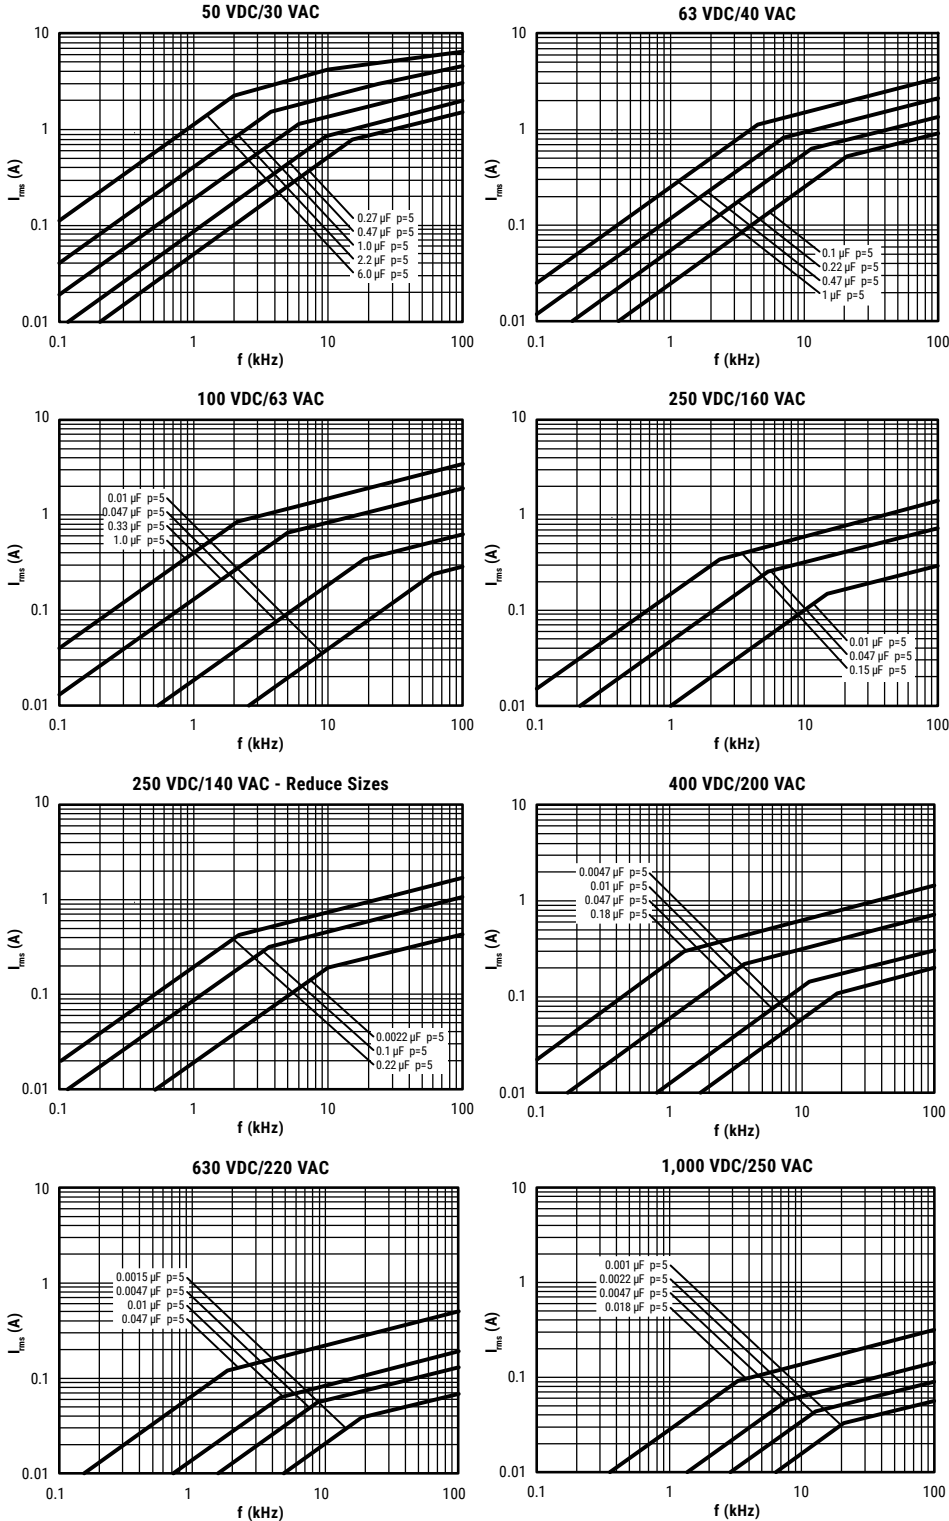 50 VDC/30 VAC
10
1
0.1
0.01
I rms (A)
0.27 µF p=5
0.47 µF p=5
1.0 µF p=5
2.2 µF p=5
6.0 µF p=5
0.1 1 10 100
f (kHz)
63 VDC/40 VAC
10
1
0.1
0.01
I rms (A)
0.1 µF p=5
0.22 µF p=5
0.47 µF p=5
1 µF p=5
0.1 1 10 100
f (kHz)
100 VDC/63 VAC
10
1
0.1
0.01
I rms (A)
0.01 µF p=5
0.047 µF p=5
0.33 µF p=5
1.0 µF p=5
0.1 1 10 100
f (kHz)
250 VDC/160 VAC
10
1
0.1
0.01
I rms (A)
0.01 µF p=5
0.047 µF p=5
0.15 µF p=5
0.1 1 10 100
f (kHz)
250 VDC/140 VAC - Reduce Sizes
10
1
0.1
0.01
I rms (A)
0.0022 µF p=5
0.1 µF p=5
0.22 µF p=5
0.1 1 10 100
f (kHz)
400 VDC/200 VAC
10
1
0.1
0.01
I rms (A)
0.0047 µF p=5
0.01 µF p=5
0.047 µF p=5
0.18 µF p=5
0.1 1 10 100
f (kHz)
630 VDC/220 VAC
10
1
0.1
0.01
I rms (A)
0.0015 µF p=5
0.0047 µF p=5
0.01 µF p=5
0.047 µF p=5
0.1 1 10 100
f (kHz)
1,000 VDC/250 VAC
10
1
0.1
0.01
I rms (A)
0.001 µF p=5
0.0022 µF p=5
0.0047 µF p=5
0.018 µF p=5
0.1 1 10 100
f (kHz)